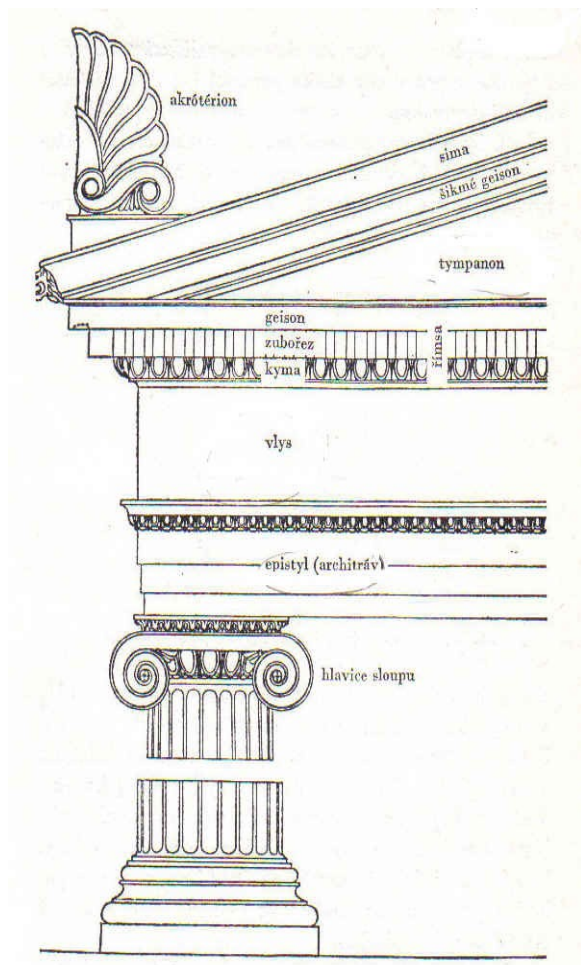 akrótérion
sima
šikmé geison
tympanon
geison
zubořez
kyma
římsa
vlys
epistyl (architráv)
hlavice sloupu